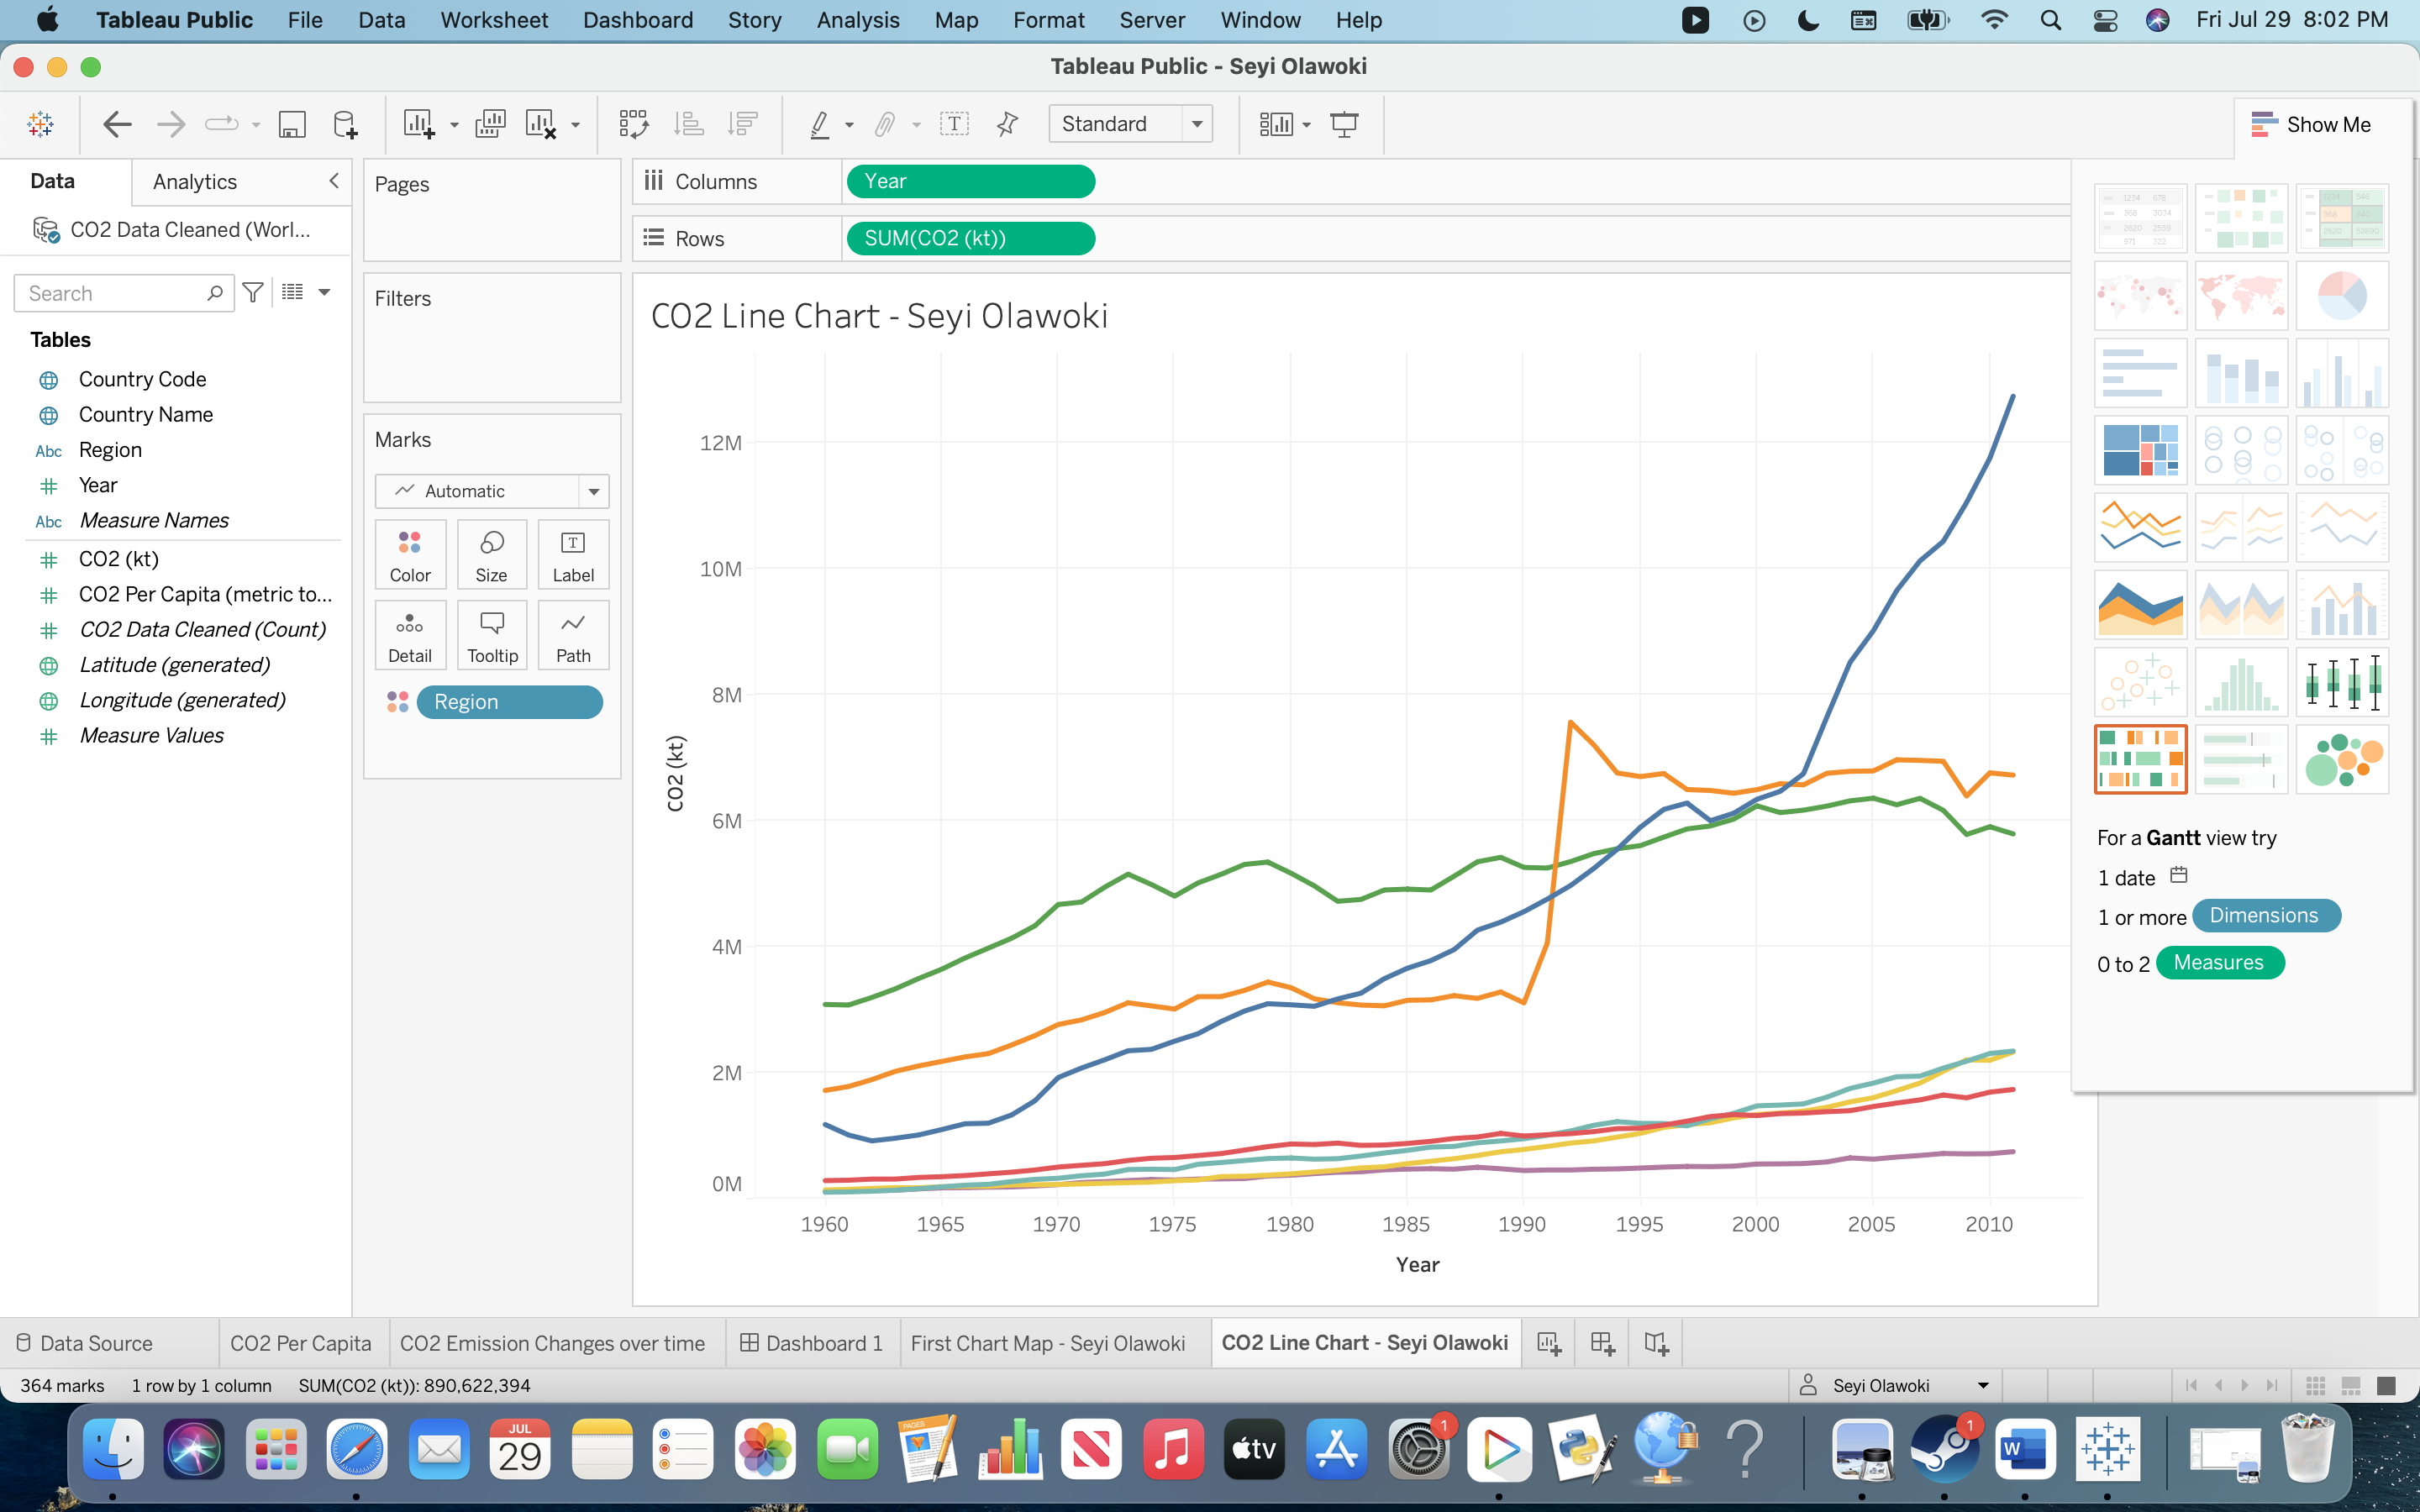 Tableau Public File Data Worksheet Dashboard Story Analysis Map Format Server Window Help Fri Jul 29 8:02 PM
Tableau Public - Seyi Olawoki
Standard
Show Me
Data Analytics
CO2 Data Cleaned (Worl...
Search
Tables
Country Code
Country Name
Abc Region
Year
Abc Measure Names
CO2 (kt)
CO2 Per Capita (metric to...
CO2 Data Cleaned (Count)
Latitude (generated)
Longitude (generated)
Measure Values
Pages
Filters
Marks
Automatic
Color Size Label
Detail Tooltip Path
Region
Columns Year
Rows SUM(CO2 (kt))
CO2 Line Chart - Seyi Olawoki
12M
10M
8M
6M
4M
2M
0M
CO2 (kt)
1960 1965 1970 1975 1980 1985 1990 1995 2000 2005 2010
Year
For a Gantt view try
1 date
1 or more Dimensions
0 to 2 Measures
Data Source CO2 Per Capita CO2 Emission Changes over time Dashboard 1 First Chart Map - Seyi Olawoki CO2 Line Chart - Seyi Olawoki
364 marks 1 row by 1 column SUM(CO2 (kt)): 890,622,394 Seyi Olawoki
JUL
29
PAGES
tv
1
1
W